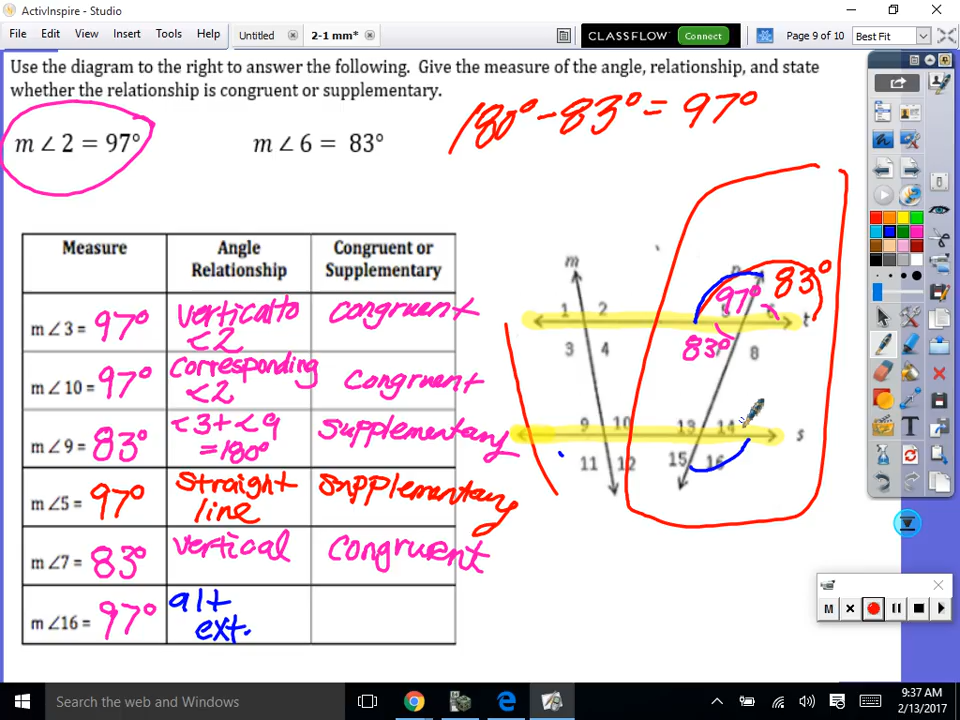 ActivInspire - Studio
File Edit View Insert Tools Help Untitled 2-1 mm* CLASSFLOW Connect Page 9 of 10 Best Fit
Use the diagram to the right to answer the following. Give the measure of the angle, relationship, and state
whether the relationship is congruent or supplementary.
180° - 83° = 97°
m ∠ 2 = 97° m ∠ 6 = 83°
Measure Angle Relationship Congruent or Supplementary
m ∠3 = 97° vertical to <2 congruent
m ∠10 = 97° corresponding <2 congruent
m ∠9 = 83° <3 + <9 = 180° supplementary
m ∠5 = 97° straight line supplementary
m ∠7 = 83° vertical congruent
m ∠16 = 97° alt ext.
m
83°
97°
1 2 t
83°
3 4 8
9 10 13 14 s
11 12 15 16
M
Search the web and Windows
9:37 AM
2/13/2017